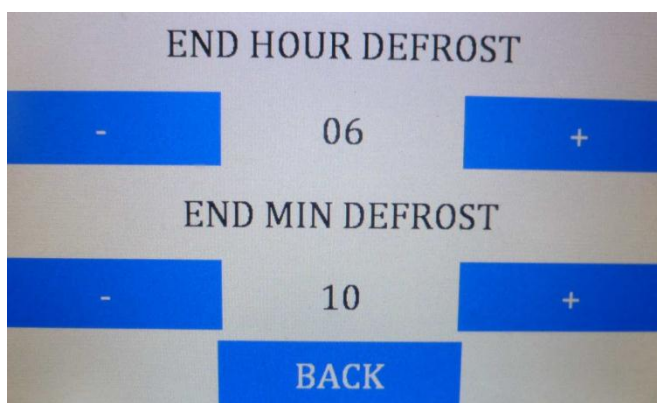 END HOUR DEFROST
- 06 +
END MIN DEFROST
- 10 +
BACK